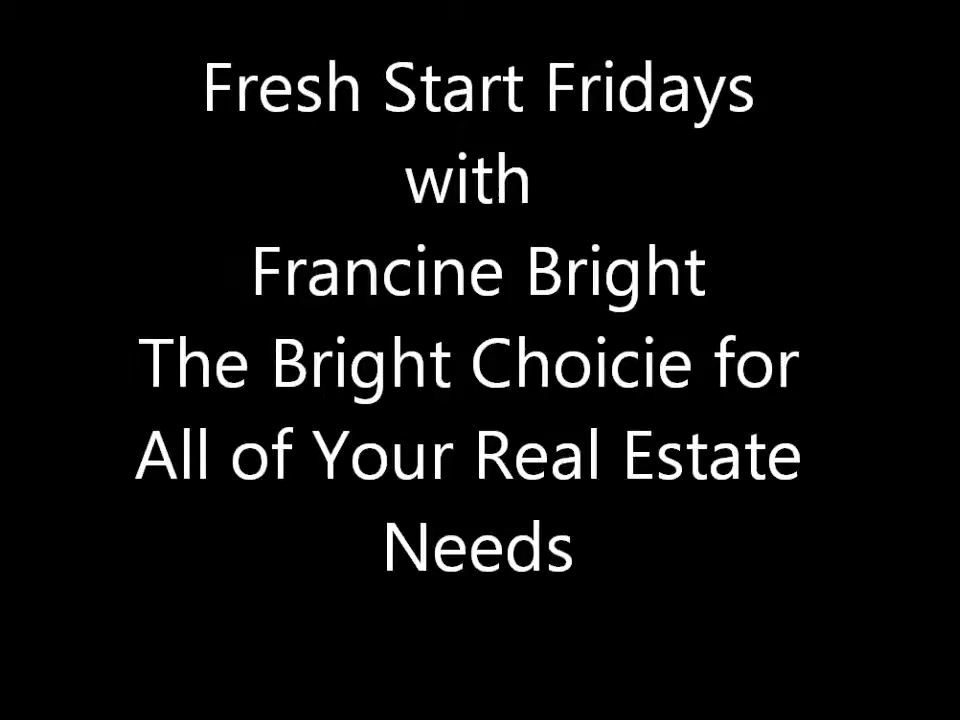 Fresh Start Fridays
with
Francine Bright
The Bright Choicie for
All of Your Real Estate
Needs